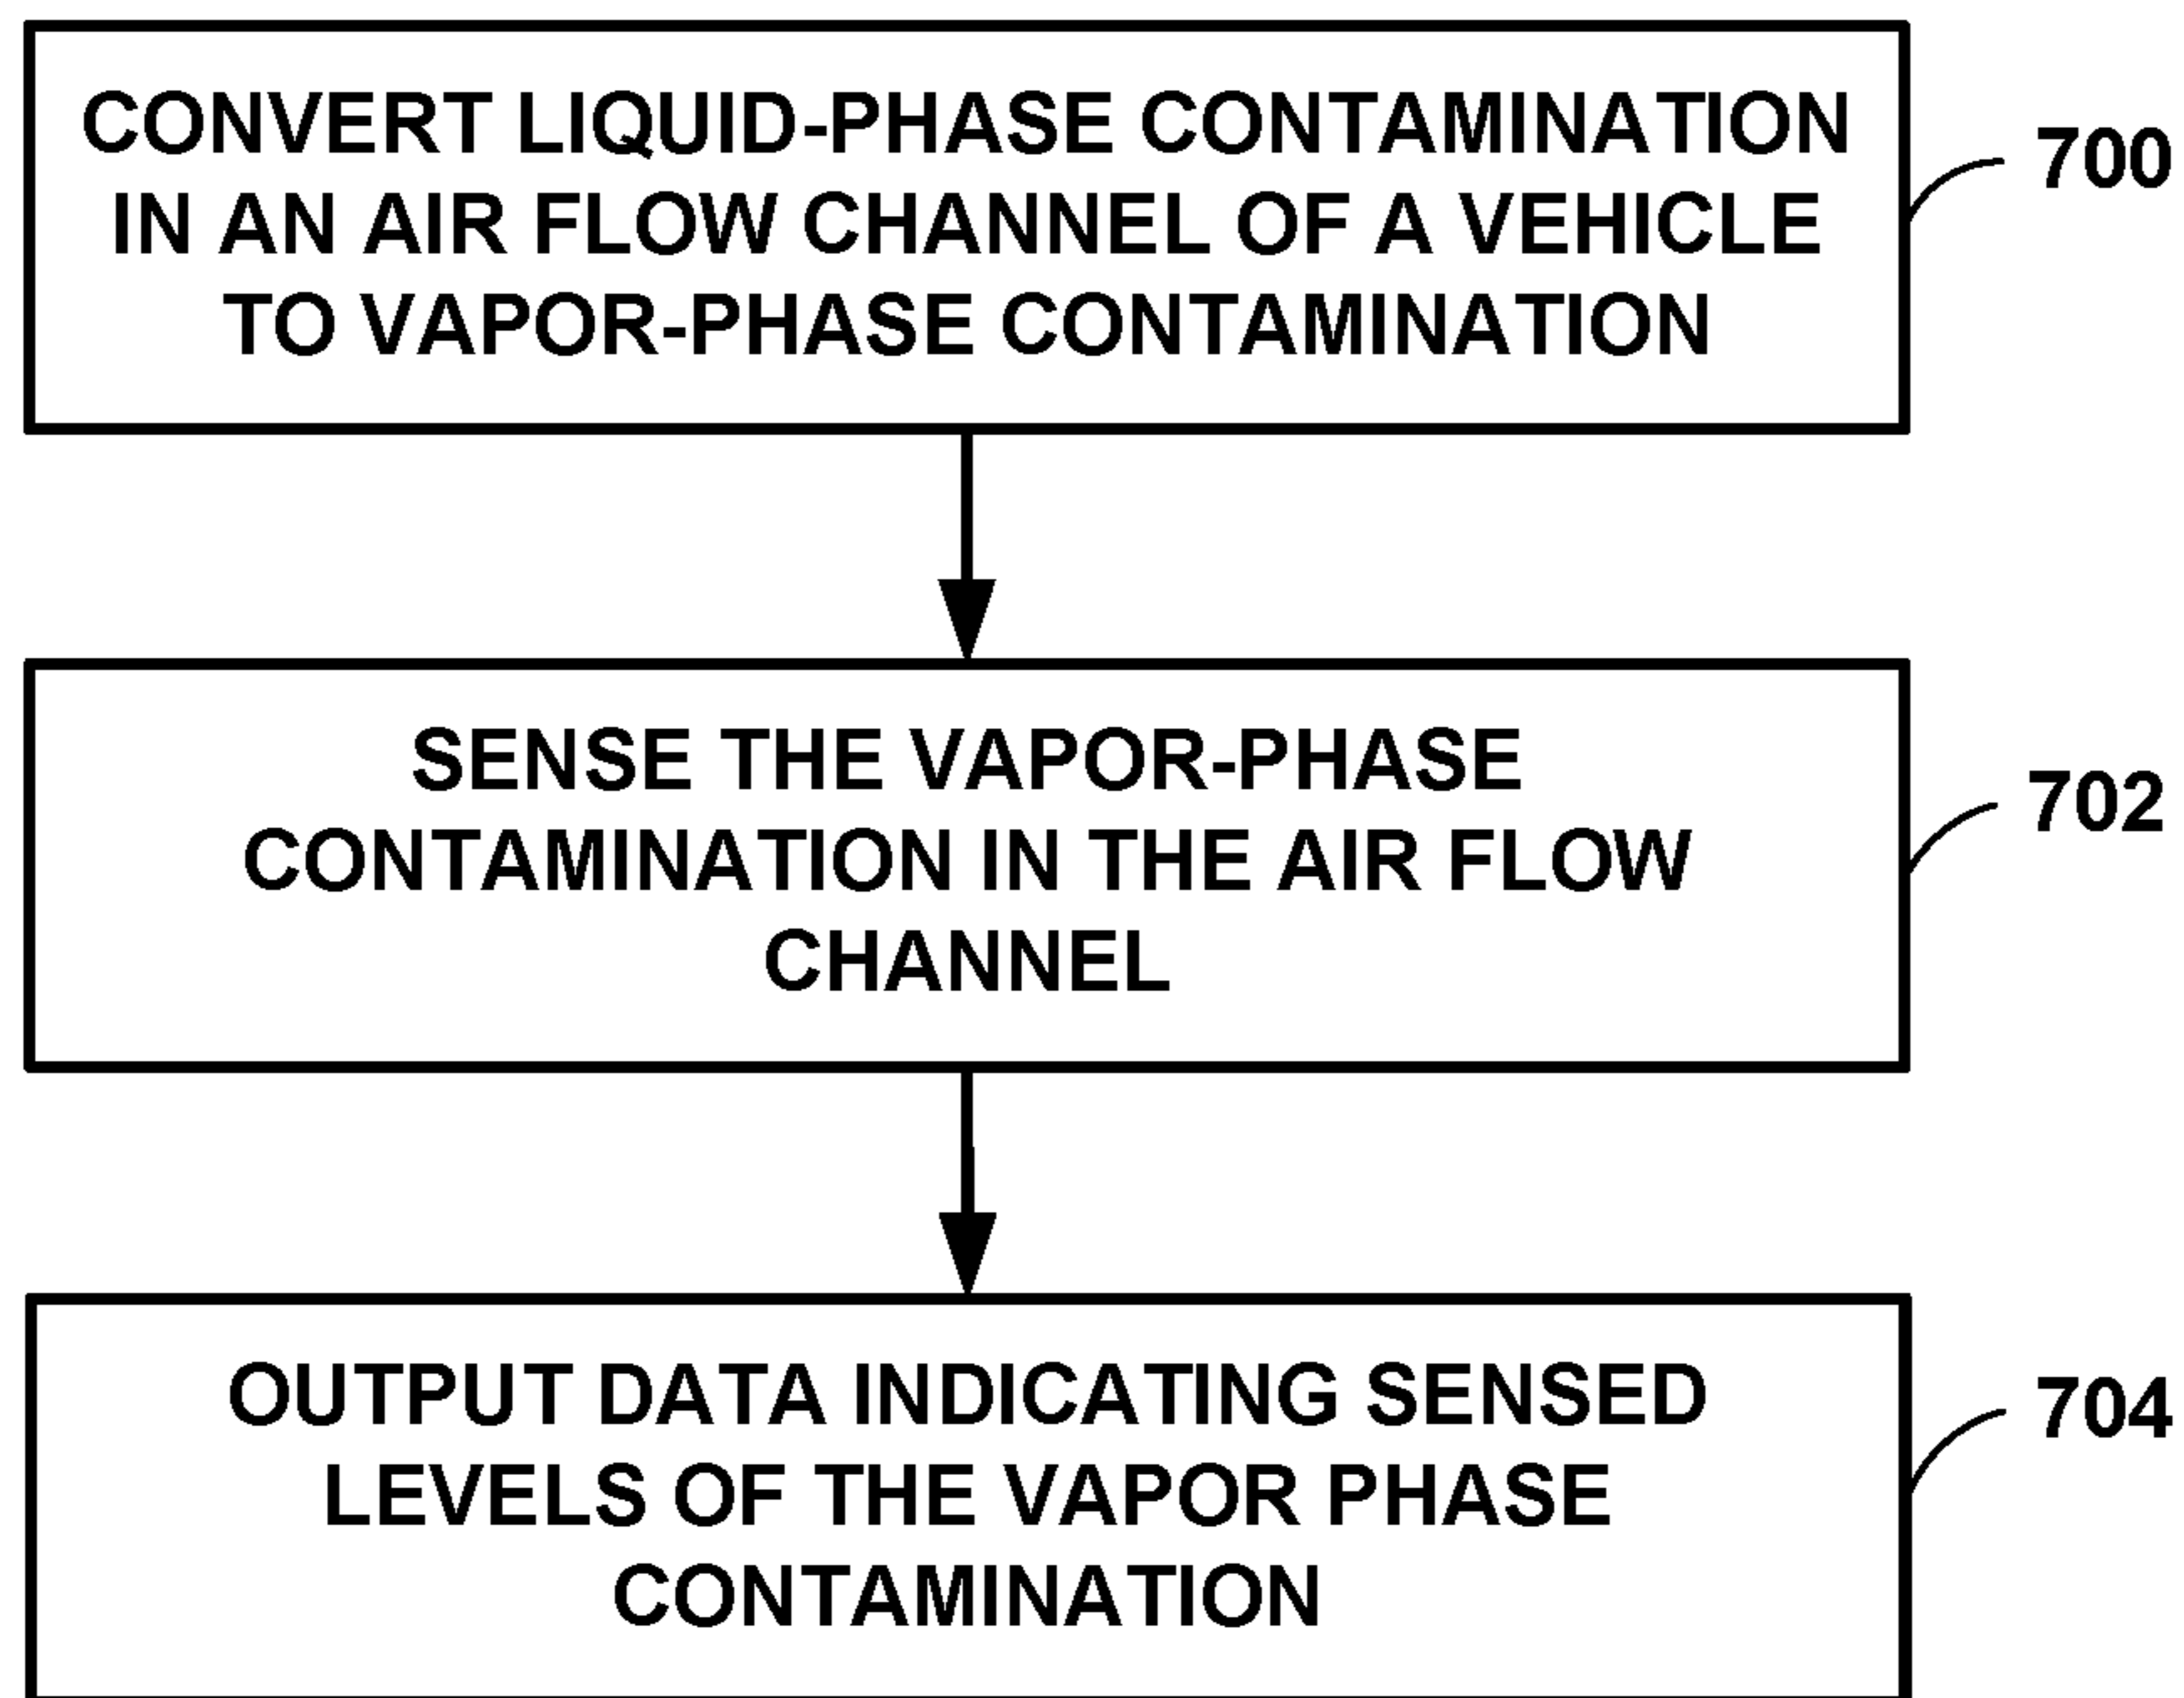 CONVERT LIQUID-PHASE CONTAMINATION
IN AN AIR FLOW CHANNEL OF A VEHICLE
TO VAPOR-PHASE CONTAMINATION
700
SENSE THE VAPOR-PHASE
CONTAMINATION IN THE AIR FLOW
CHANNEL
702
OUTPUT DATA INDICATING SENSED
LEVELS OF THE VAPOR PHASE
CONTAMINATION
704